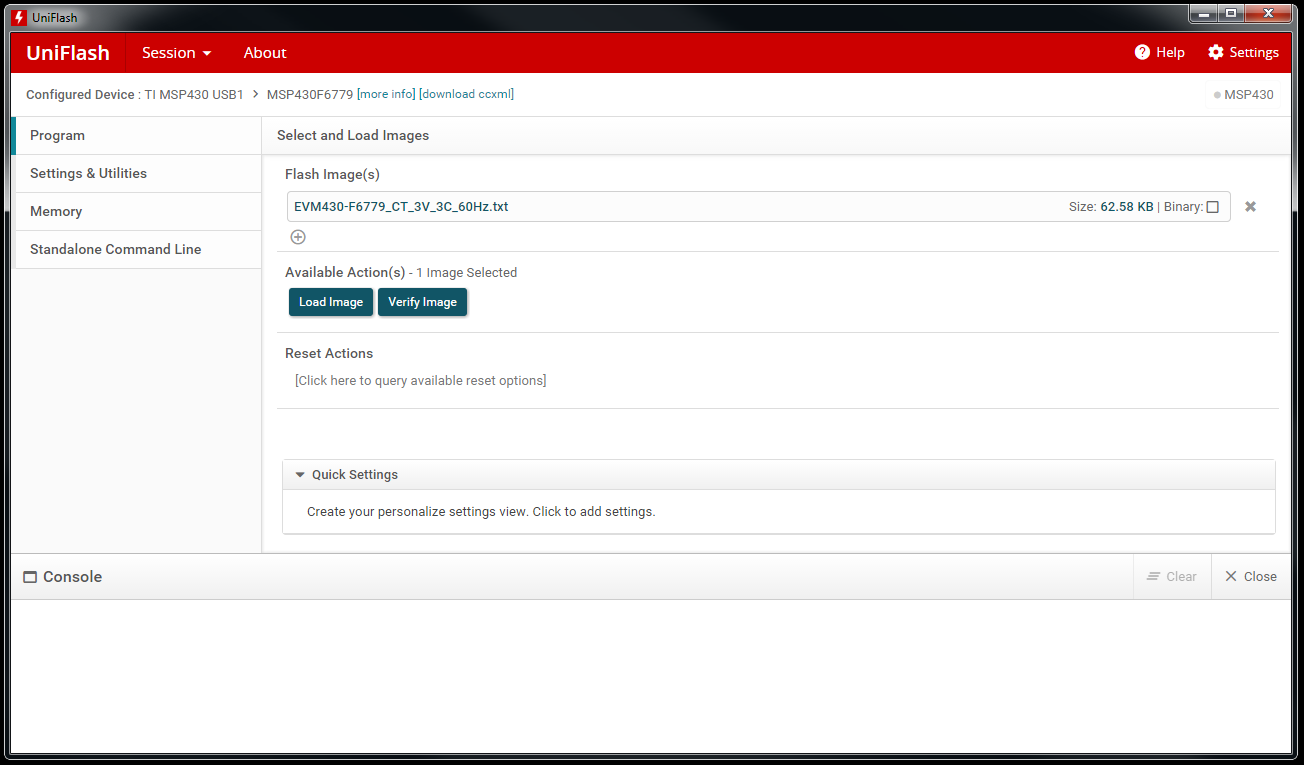 UniFlash
UniFlash Session About Help Settings
Configured Device : TI MSP430 USB1 > MSP430F6779 [more info] [download ccxml] MSP430
Program
Settings & Utilities
Memory
Standalone Command Line
Select and Load Images
Flash Image(s)
EVM430-F6779_CT_3V_3C_60Hz.txt Size: 62.58 KB | Binary:
Available Action(s) - 1 Image Selected
Load Image Verify Image
Reset Actions
[Click here to query available reset options]
Quick Settings
Create your personalize settings view. Click to add settings.
Console Clear Close